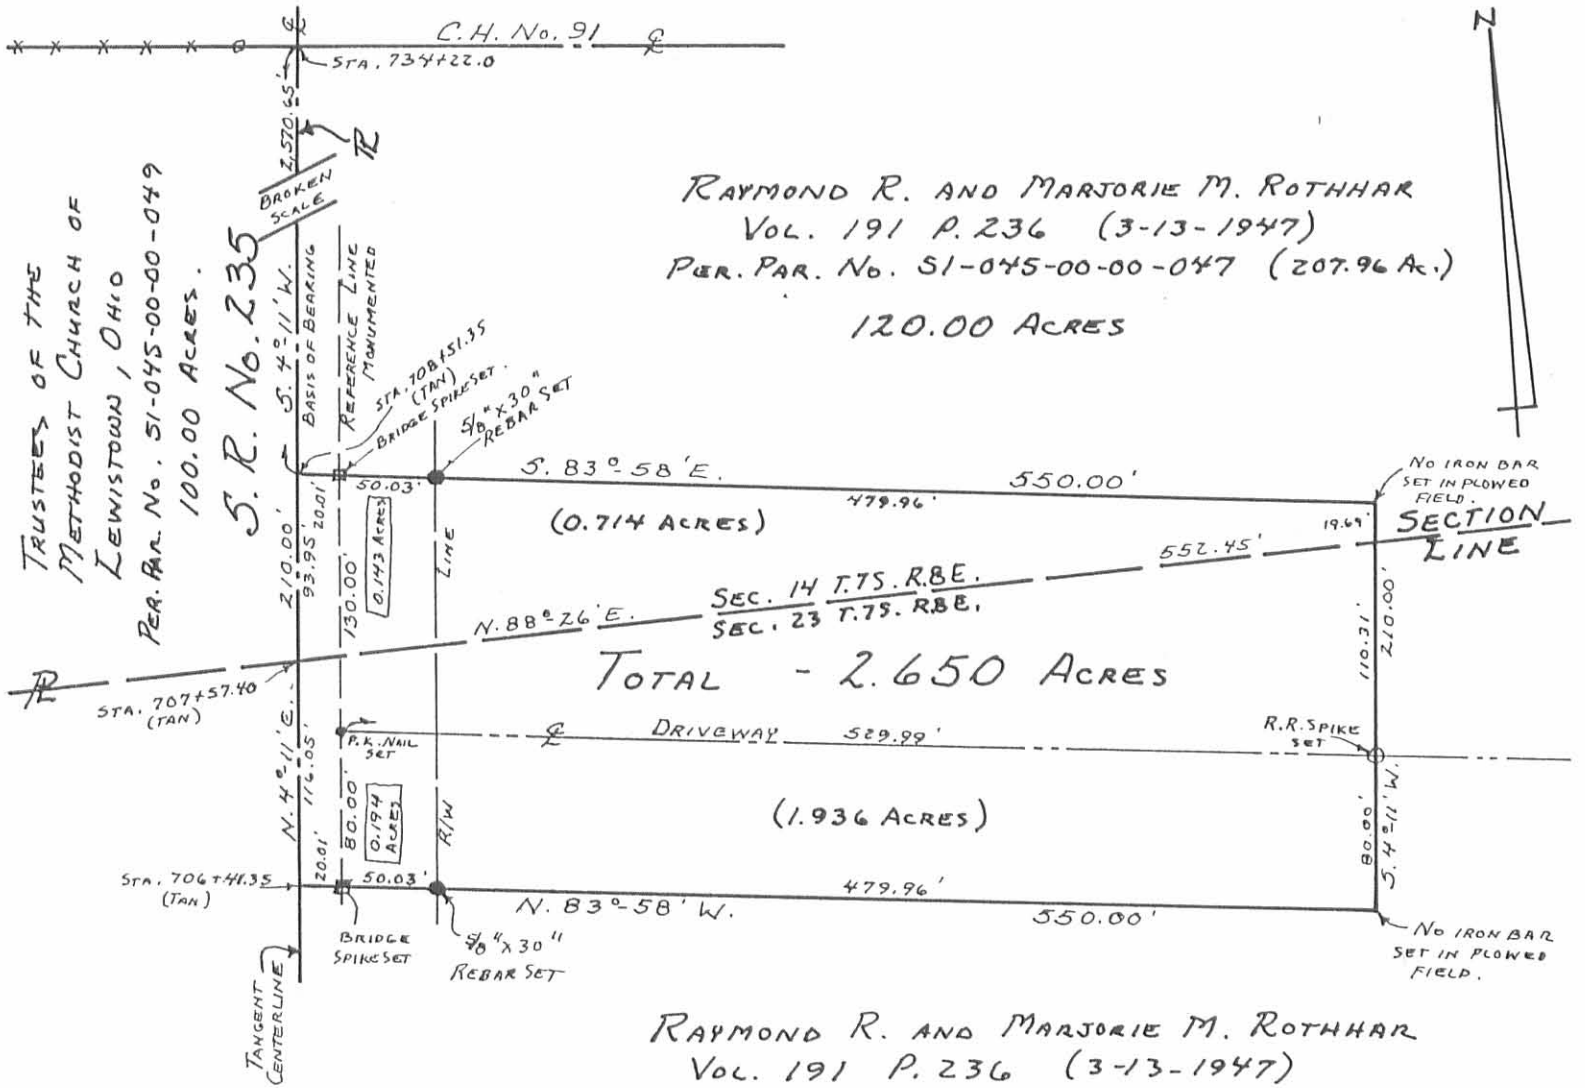 C.H. No. 91 ℄
℄
STA. 734+22.0
2,570.65'
℞
BROKEN
SCALE
N
TRUSTEES OF THE
METHODIST CHURCH OF
LEWISTOWN, OHIO
PER. PAR. No. 51-045-00-00-049
100.00 ACRES.
S. R. No. 235
S. 4°-11' W.
BASIS OF BEARING
REFERENCE LINE
MONUMENTED
RAYMOND R. AND MARJORIE M. ROTHHAR
VOL. 191 P. 236 (3-13-1947)
PER. PAR. No. 51-045-00-00-047 (207.96 Ac.)
120.00 ACRES
STA. 708+51.35
(TAN)
BRIDGE SPIKE SET.
5/8" x 30"
REBAR SET
S. 83°-58' E.
550.00'
50.03'
479.96'
20.01'
NO IRON BAR
SET IN PLOWED
FIELD.
SECTION
LINE
19.69'
(0.714 ACRES)
0.143 ACRES
LINE
210.00'
93.95'
130.00'
552.45'
N. 88°-26' E.
SEC. 14 T.7S. R.8E.
SEC. 23 T.7S. R.8E.
110.31'
210.00'
TOTAL - 2.650 ACRES
STA. 707+57.40
(TAN)
N. 4°-11' E.
116.05'
P.K. NAIL
SET
℄
DRIVEWAY
529.99'
R.R. SPIKE
SET
80.00'
0.194
ACRES
R/W
(1.936 ACRES)
80.00'
S. 4°-11' W.
STA. 706+41.35
(TAN)
20.01'
50.03'
479.96'
N. 83°-58' W.
550.00'
BRIDGE
SPIKE SET
5/8" x 30"
REBAR SET
NO IRON BAR
SET IN PLOWED
FIELD.
TANGENT
CENTERLINE
RAYMOND R. AND MARJORIE M. ROTHHAR
VOL. 191 P. 236 (3-13-1947)